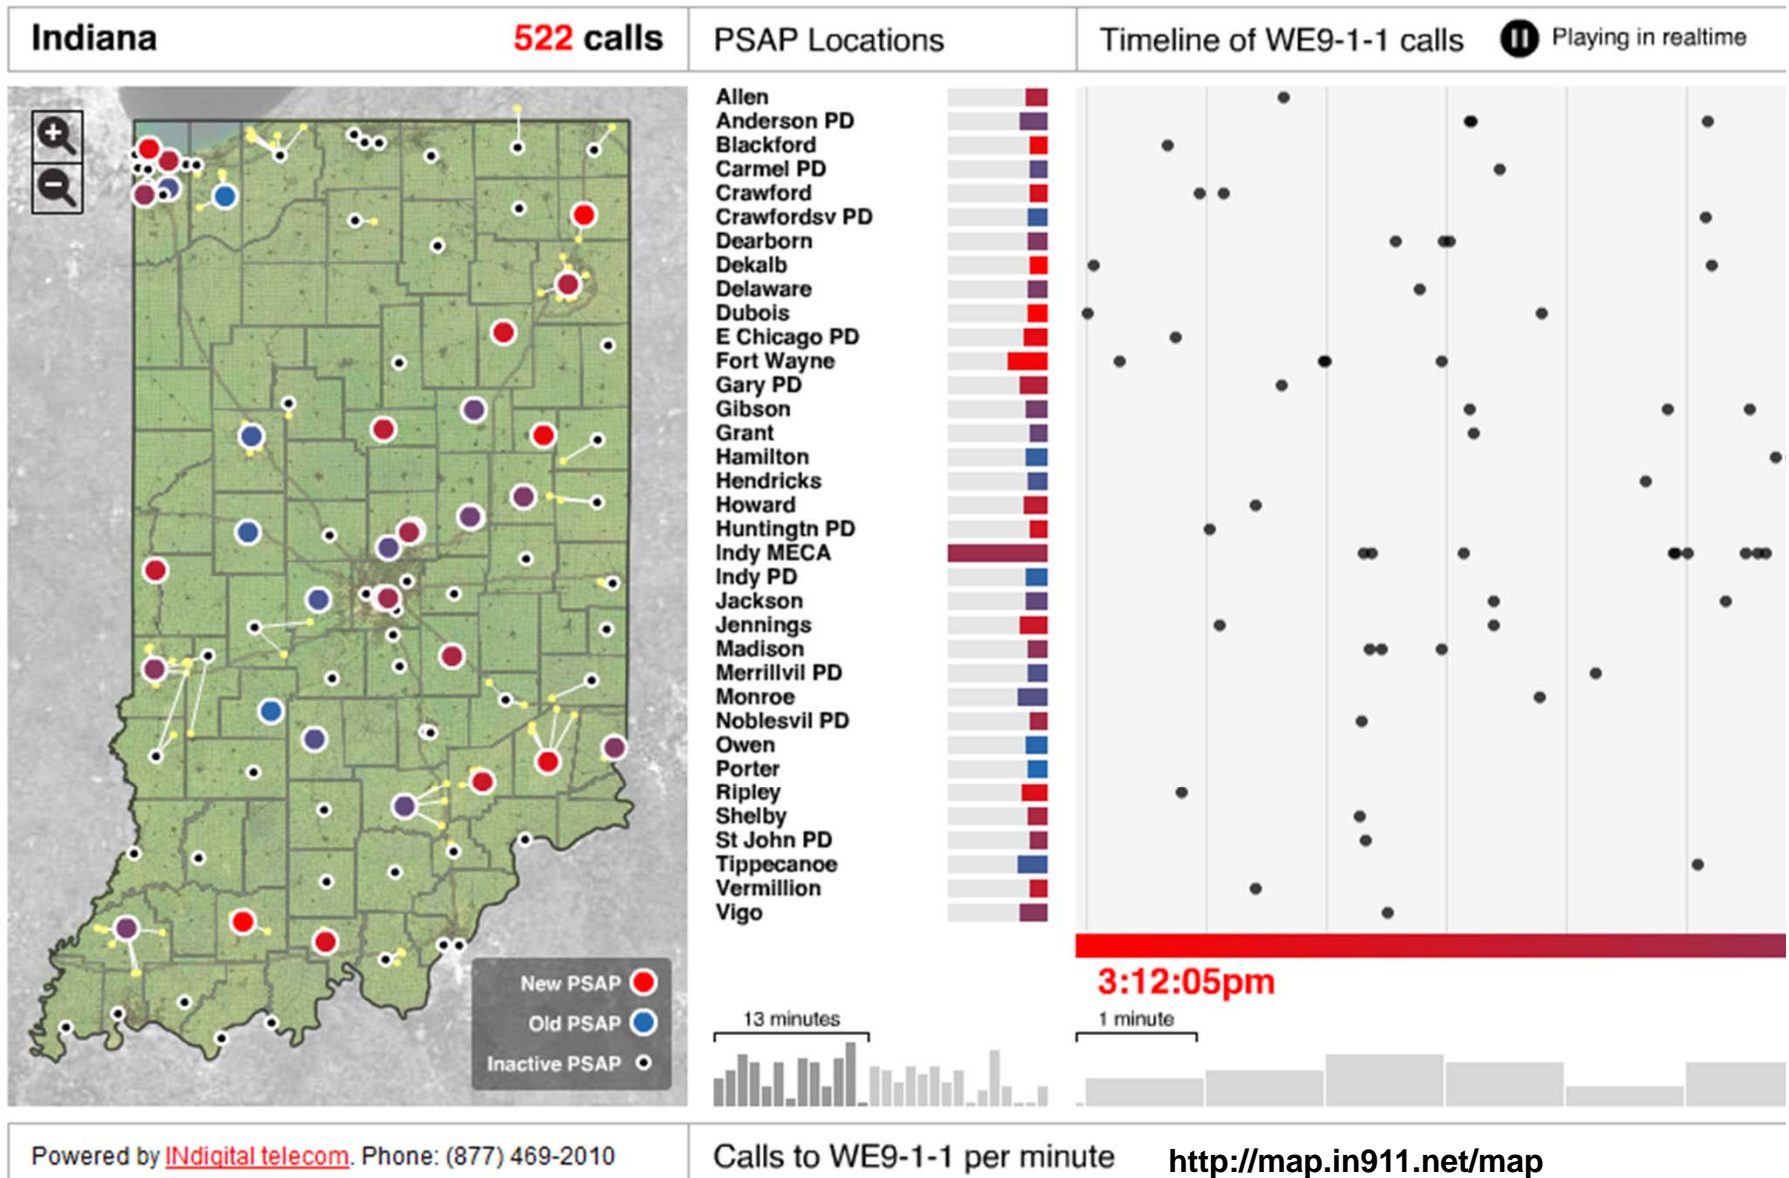 Indiana
522 calls
PSAP Locations
Timeline of WE9-1-1 calls
Playing in realtime
New PSAP
Old PSAP
Inactive PSAP
Allen
Anderson PD
Blackford
Carmel PD
Crawford
Crawfordsv PD
Dearborn
Dekalb
Delaware
Dubois
E Chicago PD
Fort Wayne
Gary PD
Gibson
Grant
Hamilton
Hendricks
Howard
Huntingtn PD
Indy MECA
Indy PD
Jackson
Jennings
Madison
Merrillvil PD
Monroe
Noblesvil PD
Owen
Porter
Ripley
Shelby
St John PD
Tippecanoe
Vermillion
Vigo
3:12:05pm
13 minutes
1 minute
Powered by INdigital telecom. Phone: (877) 469-2010
Calls to WE9-1-1 per minute
http://map.in911.net/map